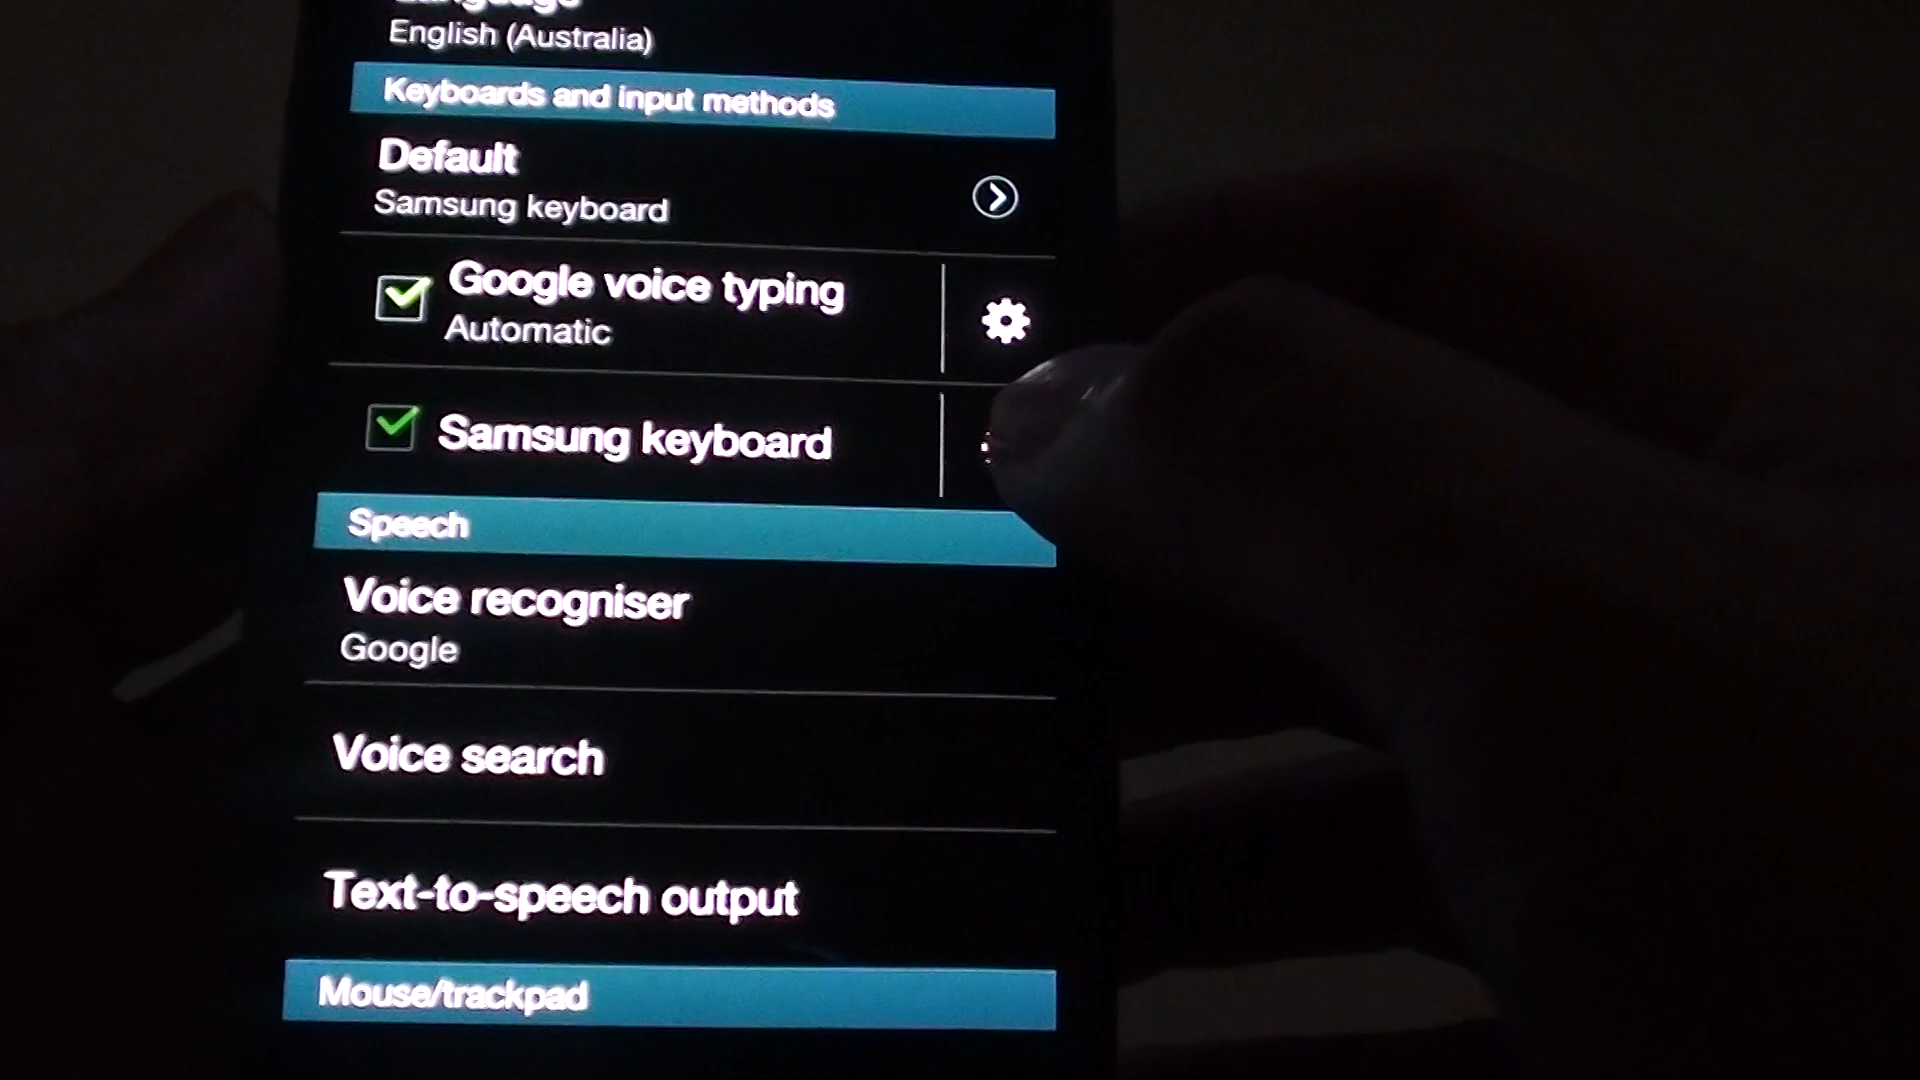 Language
English (Australia)
Keyboards and input methods
Default
Samsung keyboard
Google voice typing
Automatic
Samsung keyboard
Speech
Voice recogniser
Google
Voice search
Text-to-speech output
Mouse/trackpad